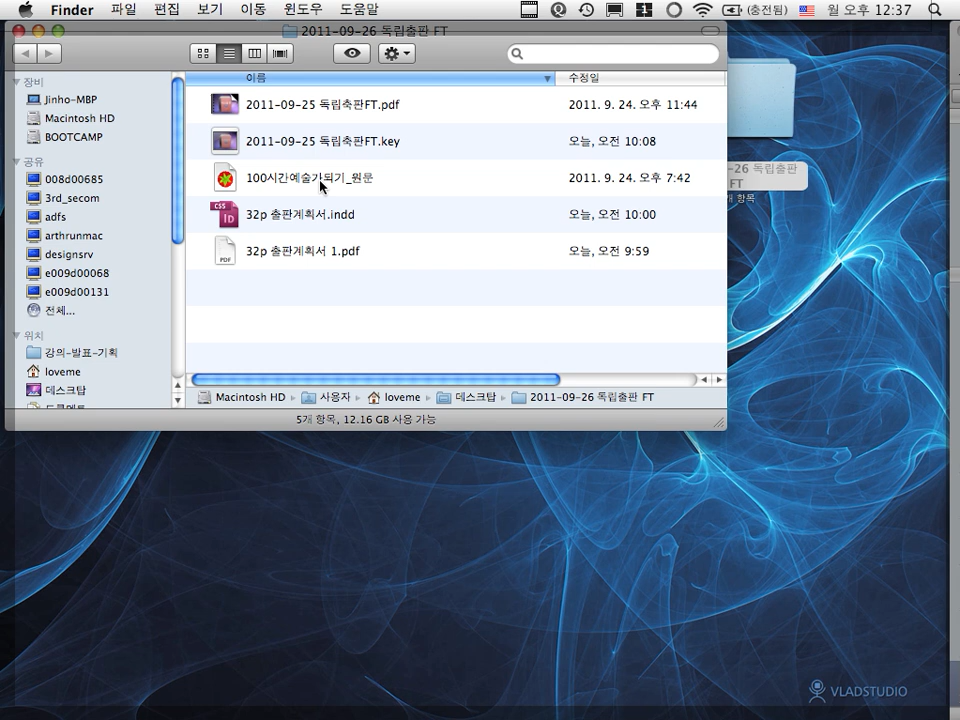 Finder 파일 편집 보기 이동 윈도우 도움말 (충전됨) 월 오후 12:37
2011-09-26 독립출판 FT
장비
Jinho-MBP
Macintosh HD
BOOTCAMP
공유
008d00685
3rd_secom
adfs
arthrunmac
designsrv
e009d00068
e009d00131
전체...
위치
강의-발표-기획
loveme
데스크탑
이름 수정일
2011-09-25 독립축판FT.pdf 2011. 9. 24. 오후 11:44
2011-09-25 독립축판FT.key 오늘, 오전 10:08
100시간예술가되기_원문 2011. 9. 24. 오후 7:42
32p 출판계획서.indd 오늘, 오전 10:00
32p 출판계획서 1.pdf 오늘, 오전 9:59
CS5
ID
PDF
Macintosh HD 사용자 loveme 데스크탑 2011-09-26 독립출판 FT
5개 항목, 12.16 GB 사용 가능
-26 독립출판
FT
개 항목
VLADSTUDIO